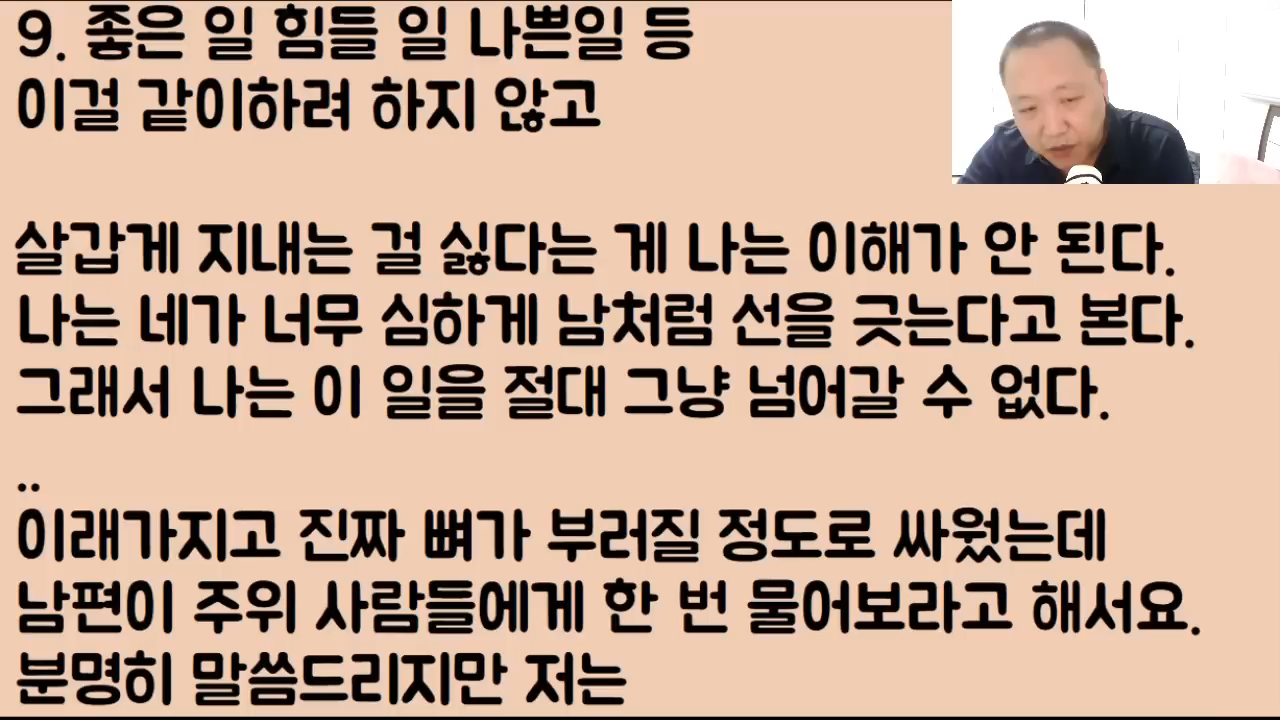 9. 좋은 일 힘들 일 나쁜일 등
이걸 같이하려 하지 않고
살갑게 지내는 걸 싫다는 게 나는 이해가 안 된다.
나는 네가 너무 심하게 남처럼 선을 긋는다고 본다.
그래서 나는 이 일을 절대 그냥 넘어갈 수 없다.
..
이래가지고 진짜 뼈가 부러질 정도로 싸웠는데
남편이 주위 사람들에게 한 번 물어보라고 해서요.
분명히 말씀드리지만 저는